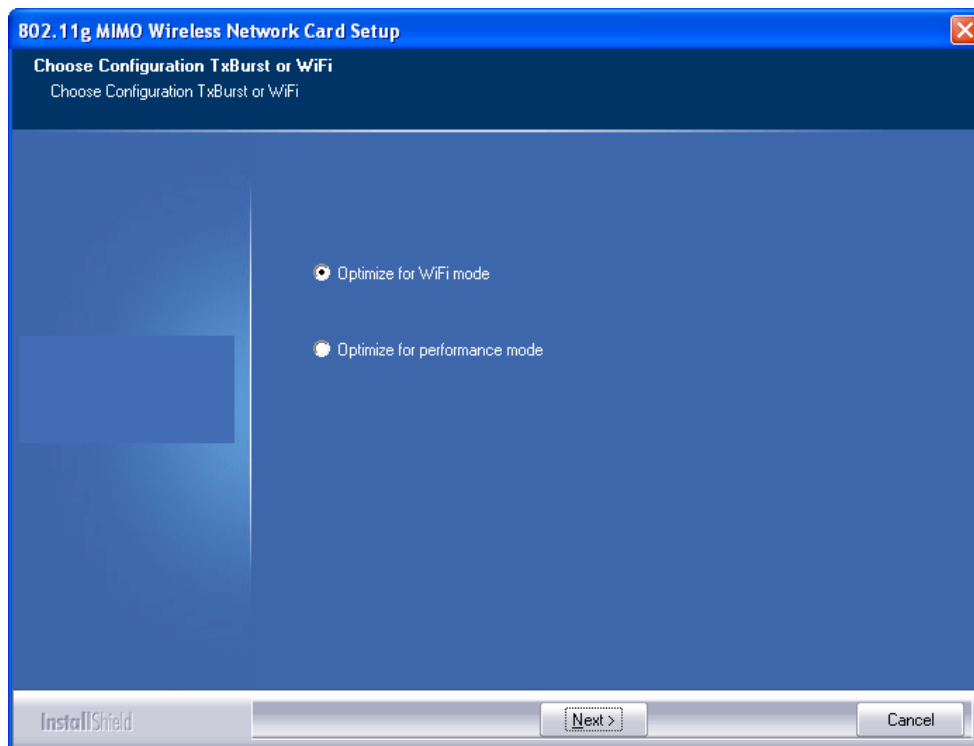 802.11g MIMO Wireless Network Card Setup
Choose Configuration TxBurst or WiFi
Choose Configuration TxBurst or WiFi
Optimize for WiFi mode
Optimize for performance mode
InstallShield
Next >
Cancel